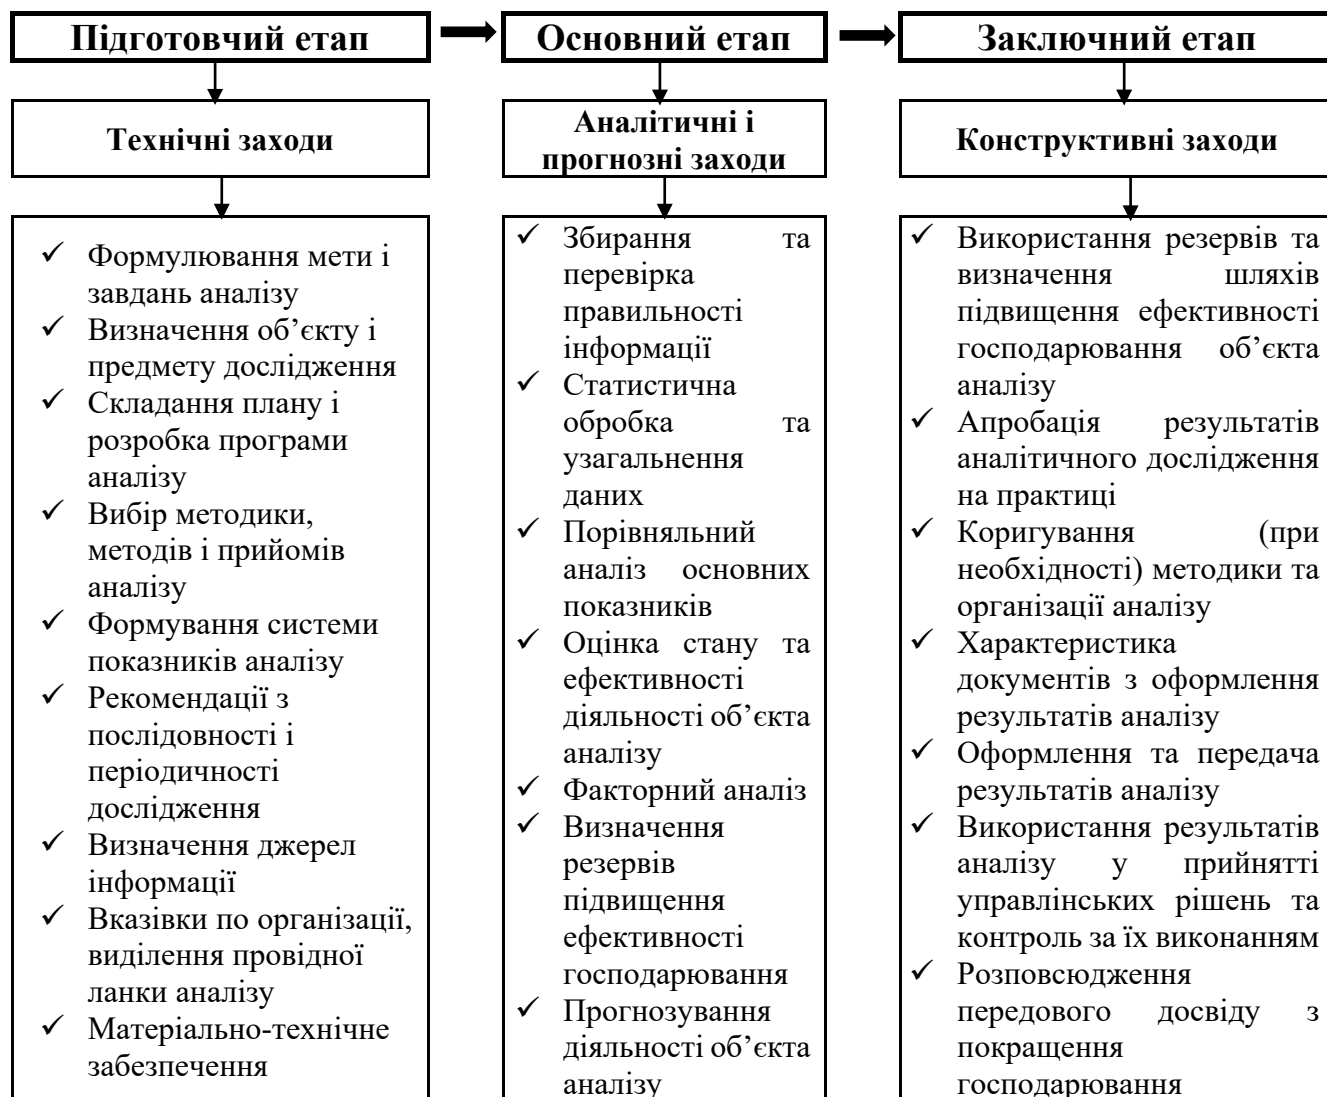 Підготовчий етап
Основний етап
Заключний етап
Технічні заходи
Аналітичні і
прогнозні заходи
Конструктивні заходи
✓ Формулювання мети і
завдань аналізу
✓ Визначення об’єкту і
предмету дослідження
✓ Складання плану і
розробка програми
аналізу
✓ Вибір методики,
методів і прийомів
аналізу
✓ Формування системи
показників аналізу
✓ Рекомендації з
послідовності і
періодичності
дослідження
✓ Визначення джерел
інформації
✓ Вказівки по організації,
виділення провідної
ланки аналізу
✓ Матеріально-технічне
забезпечення
✓ Збирання та
перевірка
правильності
інформації
✓ Статистична
обробка та
узагальнення
даних
✓ Порівняльний
аналіз основних
показників
✓ Оцінка стану та
ефективності
діяльності об’єкта
аналізу
✓ Факторний аналіз
✓ Визначення
резервів
підвищення
ефективності
господарювання
✓ Прогнозування
діяльності об’єкта
аналізу
✓ Використання резервів та
визначення шляхів
підвищення ефективності
господарювання об’єкта
аналізу
✓ Апробація результатів
аналітичного дослідження
на практиці
✓ Коригування (при
необхідності) методики та
організації аналізу
✓ Характеристика
документів з оформлення
результатів аналізу
✓ Оформлення та передача
результатів аналізу
✓ Використання результатів
аналізу у прийнятті
управлінських рішень та
контроль за їх виконанням
✓ Розповсюдження
передового досвіду з
покращення
господарювання